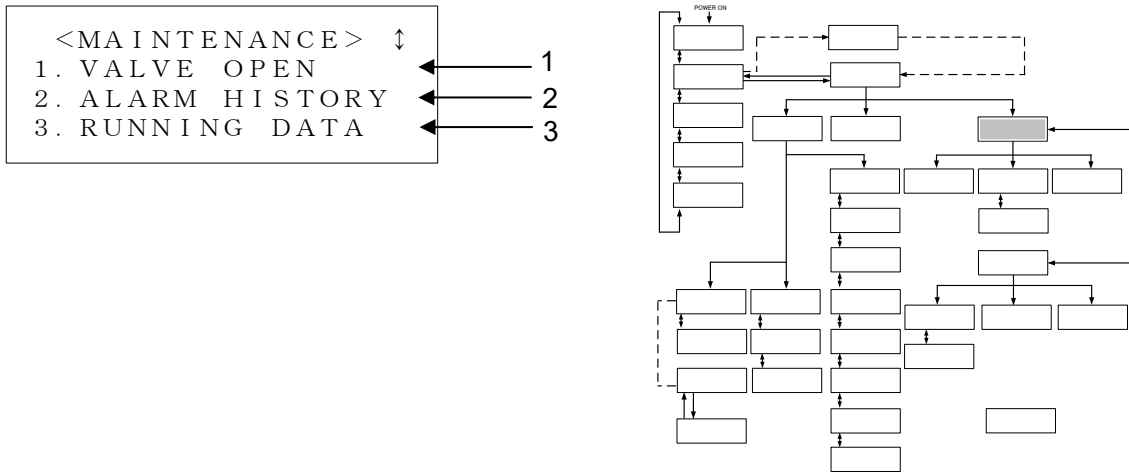 <MAINTENANCE> ↕
1. VALVE OPEN
2. ALARM HISTORY
3. RUNNING DATA
1
2
3
POWER ON